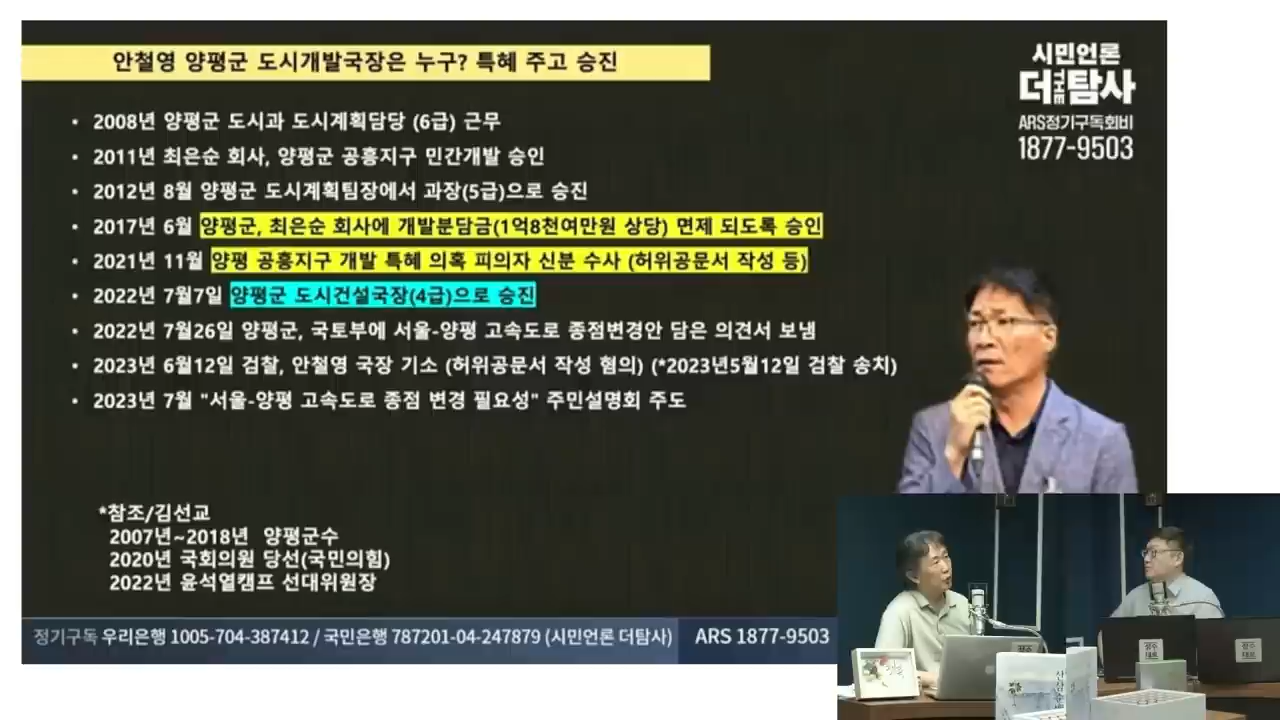 안철영 양평군 도시개발국장은 누구? 특혜 주고 승진
시민언론
더탐사
THE
ARS정기구독회비
1877-9503
• 2008년 양평군 도시과 도시계획담당 (6급) 근무
• 2011년 최은순 회사, 양평군 공흥지구 민간개발 승인
• 2012년 8월 양평군 도시계획팀장에서 과장(5급)으로 승진
• 2017년 6월 양평군, 최은순 회사에 개발분담금(1억8천여만원 상당) 면제 되도록 승인
• 2021년 11월 양평 공흥지구 개발 특혜 의혹 피의자 신분 수사 (허위공문서 작성 등)
• 2022년 7월7일 양평군 도시건설국장(4급)으로 승진
• 2022년 7월26일 양평군, 국토부에 서울-양평 고속도로 종점변경안 담은 의견서 보냄
• 2023년 6월12일 검찰, 안철영 국장 기소 (허위공문서 작성 혐의) (*2023년5월12일 검찰 송치)
• 2023년 7월 "서울-양평 고속도로 종점 변경 필요성" 주민설명회 주도
*참조/김선교
2007년~2018년 양평군수
2020년 국회의원 당선(국민의힘)
2022년 윤석열캠프 선대위원장
정기구독 우리은행 1005-704-387412 / 국민은행 787201-04-247879 (시민언론 더탐사) ARS 1877-9503